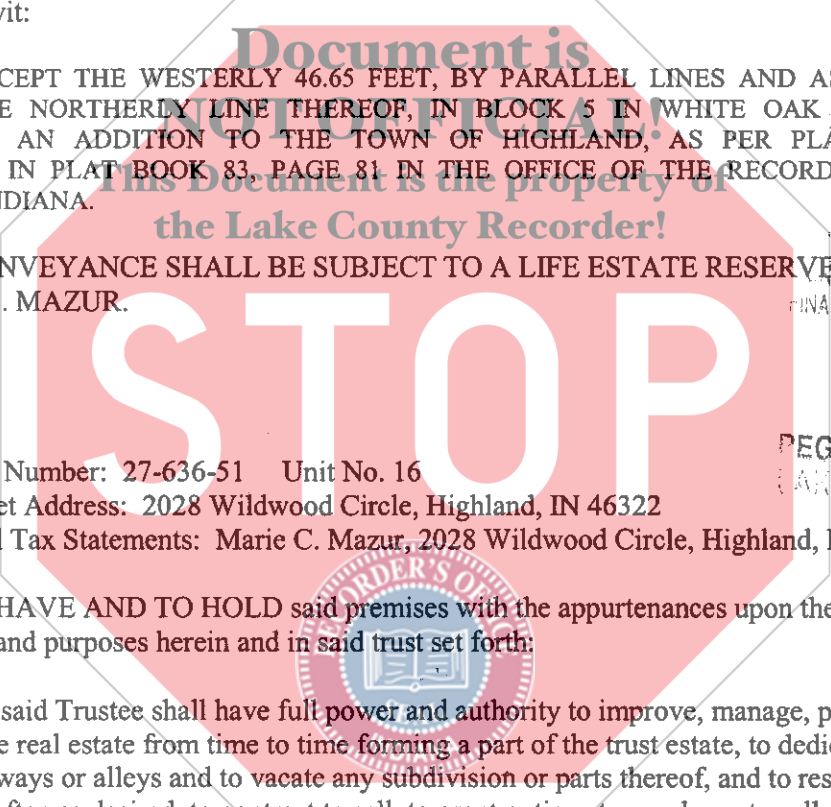 vit:
Document is
CEPT THE WESTERLY 46.65 FEET, BY PARALLEL LINES AND AS
E NORTHERLY LINE THEREOF, IN BLOCK 5 IN WHITE OAK
NOT OFFICIAL!
AN ADDITION TO THE TOWN OF HIGHLAND, AS PER PLA
IN PLAT BOOK 83, PAGE 81 IN THE OFFICE OF THE RECORD
This Document is the property of
NDIANA.
the Lake County Recorder!
NVEYANCE SHALL BE SUBJECT TO A LIFE ESTATE RESERVE
. MAZUR.
FINA
STOP
PEG
Number: 27-636-51 Unit No. 16
et Address: 2028 Wildwood Circle, Highland, IN 46322
l Tax Statements: Marie C. Mazur, 2028 Wildwood Circle, Highland, I
RECORDER'S OFFICE
HAVE AND TO HOLD said premises with the appurtenances upon the
and purposes herein and in said trust set forth:
said Trustee shall have full power and authority to improve, manage, p
e real estate from time to time forming a part of the trust estate, to dedic
ways or alleys and to vacate any subdivision or parts thereof, and to res